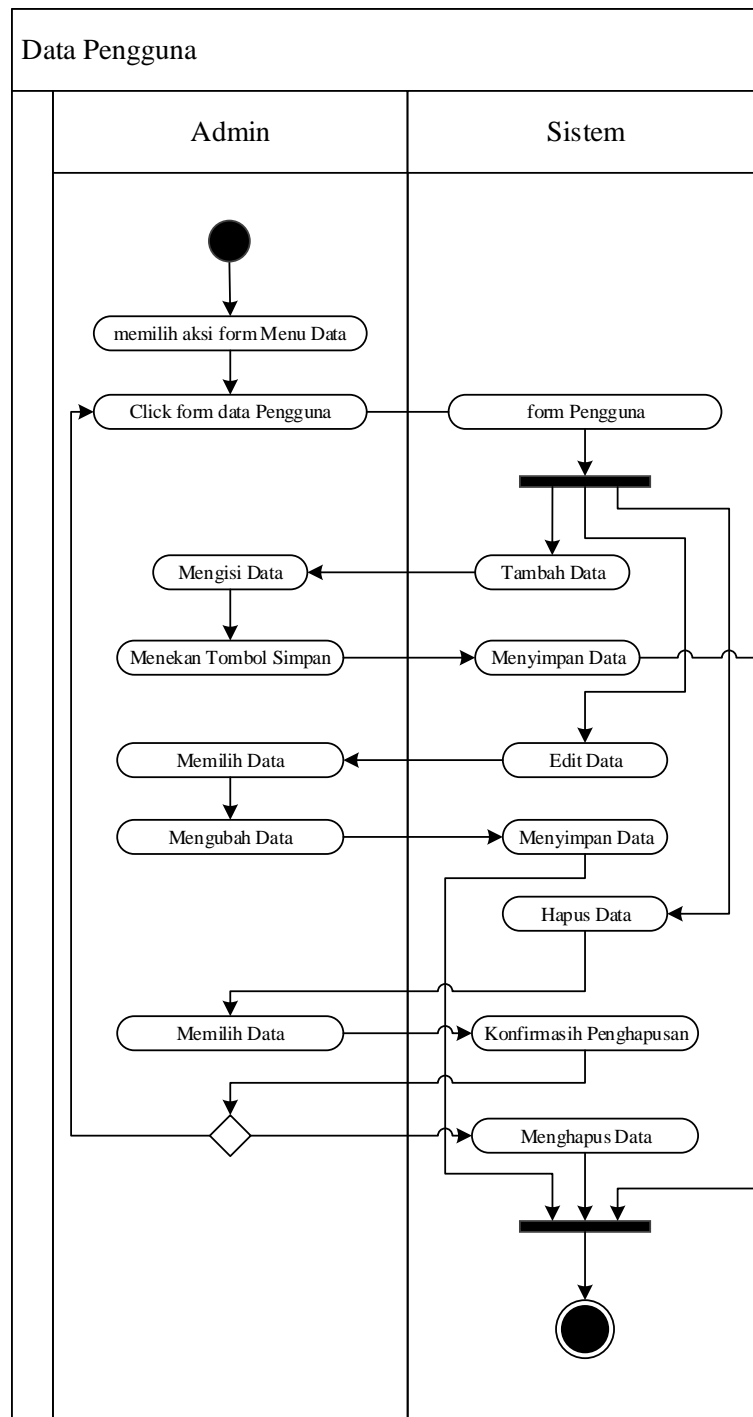 Data Pengguna
Admin
Sistem
memilih aksi form Menu Data
Click form data Pengguna
form Pengguna
Mengisi Data
Tambah Data
Menekan Tombol Simpan
Menyimpan Data
Memilih Data
Edit Data
Mengubah Data
Menyimpan Data
Hapus Data
Memilih Data
Konfirmasih Penghapusan
Menghapus Data